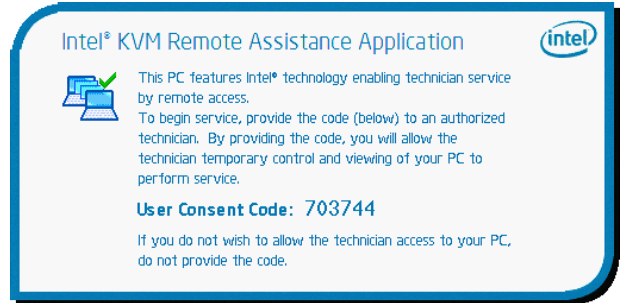 Intel® KVM Remote Assistance Application
intel
This PC features Intel® technology enabling technician service
by remote access.
To begin service, provide the code (below) to an authorized
technician. By providing the code, you will allow the
technician temporary control and viewing of your PC to
perform service.
User Consent Code: 703744
If you do not wish to allow the technician access to your PC,
do not provide the code.